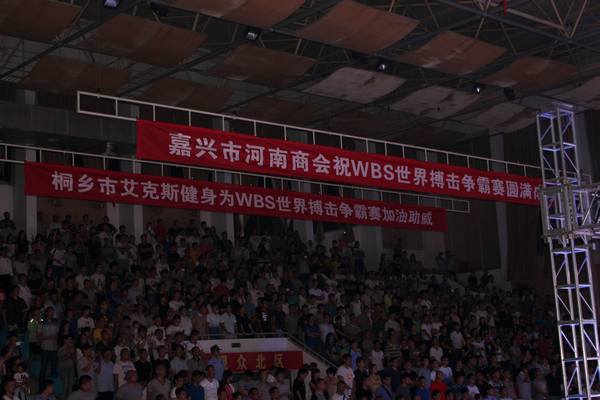 嘉兴市河南商会祝WBS世界搏击争霸赛圆满成
桐乡市艾克斯健身为WBS世界搏击争霸赛加油助威
众北区